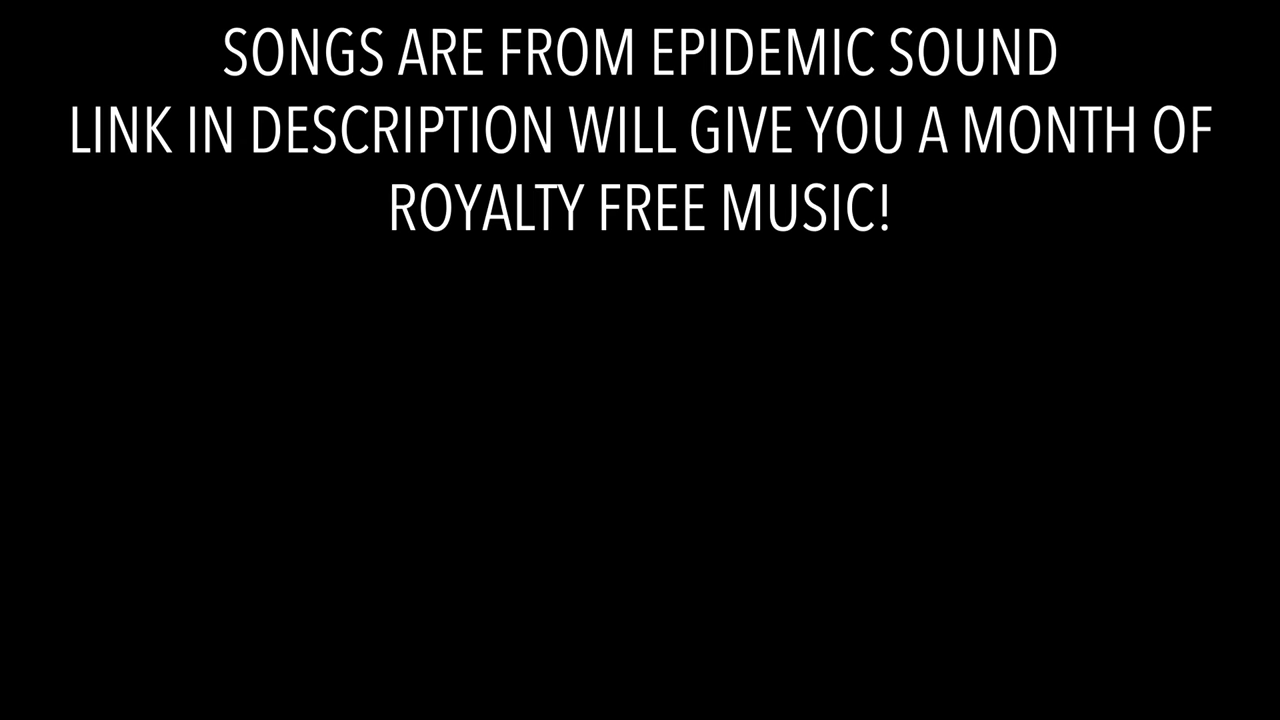 SONGS ARE FROM EPIDEMIC SOUND
LINK IN DESCRIPTION WILL GIVE YOU A MONTH OF
ROYALTY FREE MUSIC!